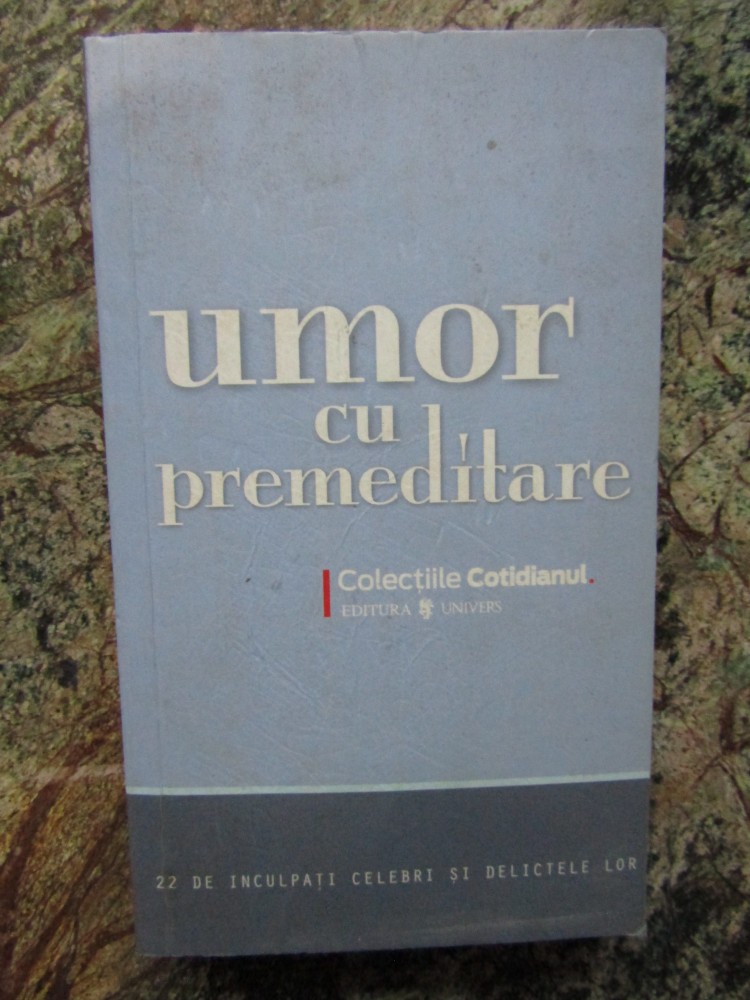 umor
cu
premeditare
Colecțiile Cotidianul.
EDITURA UNIVERS
22 DE INCULPAȚI CELEBRI ȘI DELICTELE LOR